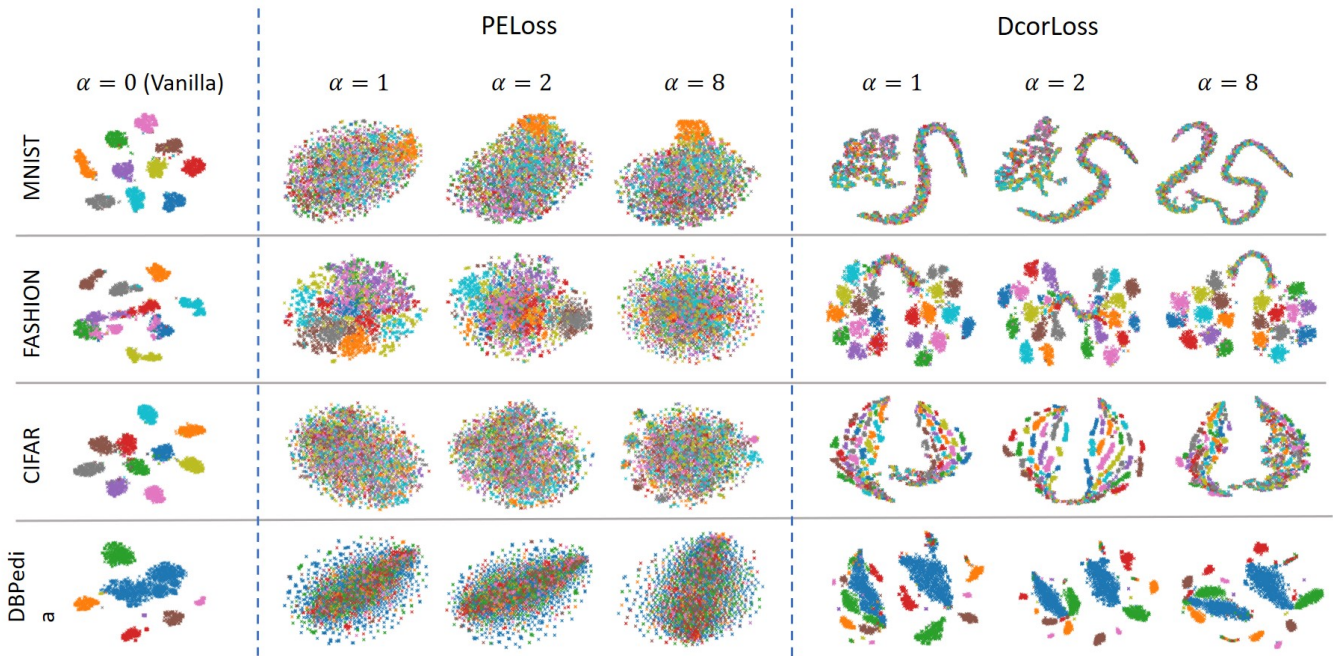 PELoss DcorLoss
α = 0 (Vanilla) α = 1 α = 2 α = 8 α = 1 α = 2 α = 8
MNIST
FASHION
CIFAR
DBPedi
a